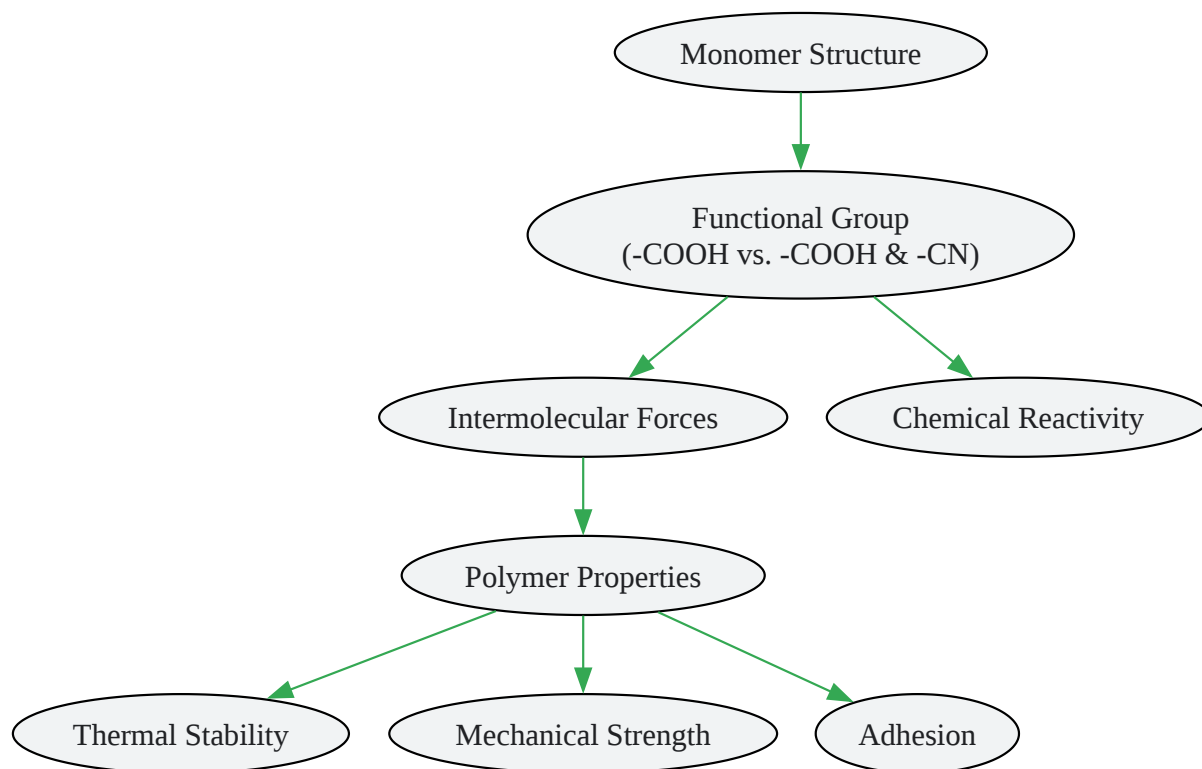 Monomer Structure
Functional Group
(-COOH vs. -COOH & -CN)
Intermolecular Forces
Chemical Reactivity
Polymer Properties
Thermal Stability
Mechanical Strength
Adhesion